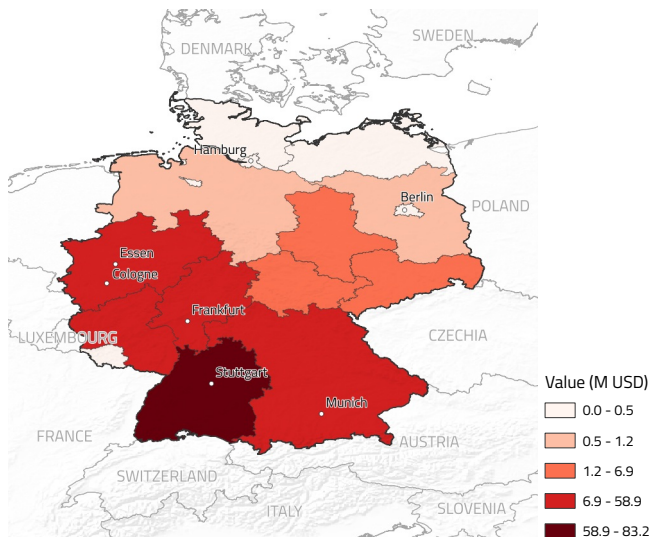 SWEDEN
DENMARK
Hamburg
Berlin
POLAND
Essen
Cologne
Frankfurt
LUXEMBOURG
CZECHIA
Stuttgart
Munich
FRANCE
AUSTRIA
SWITZERLAND
ITALY
SLOVENIA
Value (M USD)
0.0 - 0.5
0.5 - 1.2
1.2 - 6.9
6.9 - 58.9
58.9 - 83.2